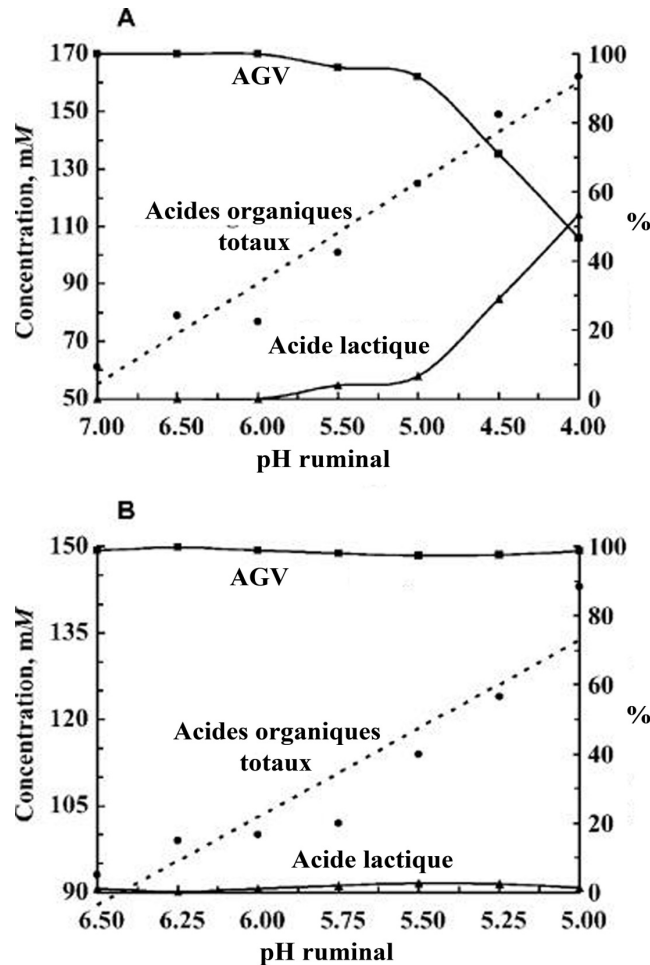 A
170
150
130
110
90
70
50
Concentration, mM
100
80
60
40
20
0
%
AGV
Acides organiques
totaux
Acide lactique
7.00 6.50 6.00 5.50 5.00 4.50 4.00
pH ruminal
B
150
135
120
105
90
Concentration, mM
100
80
60
40
20
0
%
AGV
Acides organiques
totaux
Acide lactique
6.50 6.25 6.00 5.75 5.50 5.25 5.00
pH ruminal